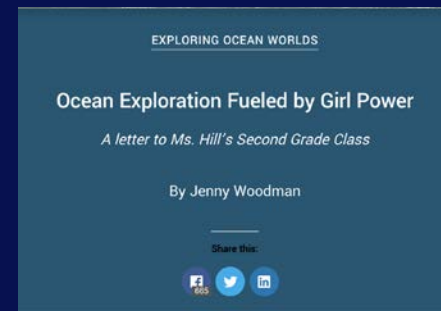 EXPLORING OCEAN WORLDS
Ocean Exploration Fueled by Girl Power
A letter to Ms. Hill's Second Grade Class
By Jenny Woodman
Share this:
665